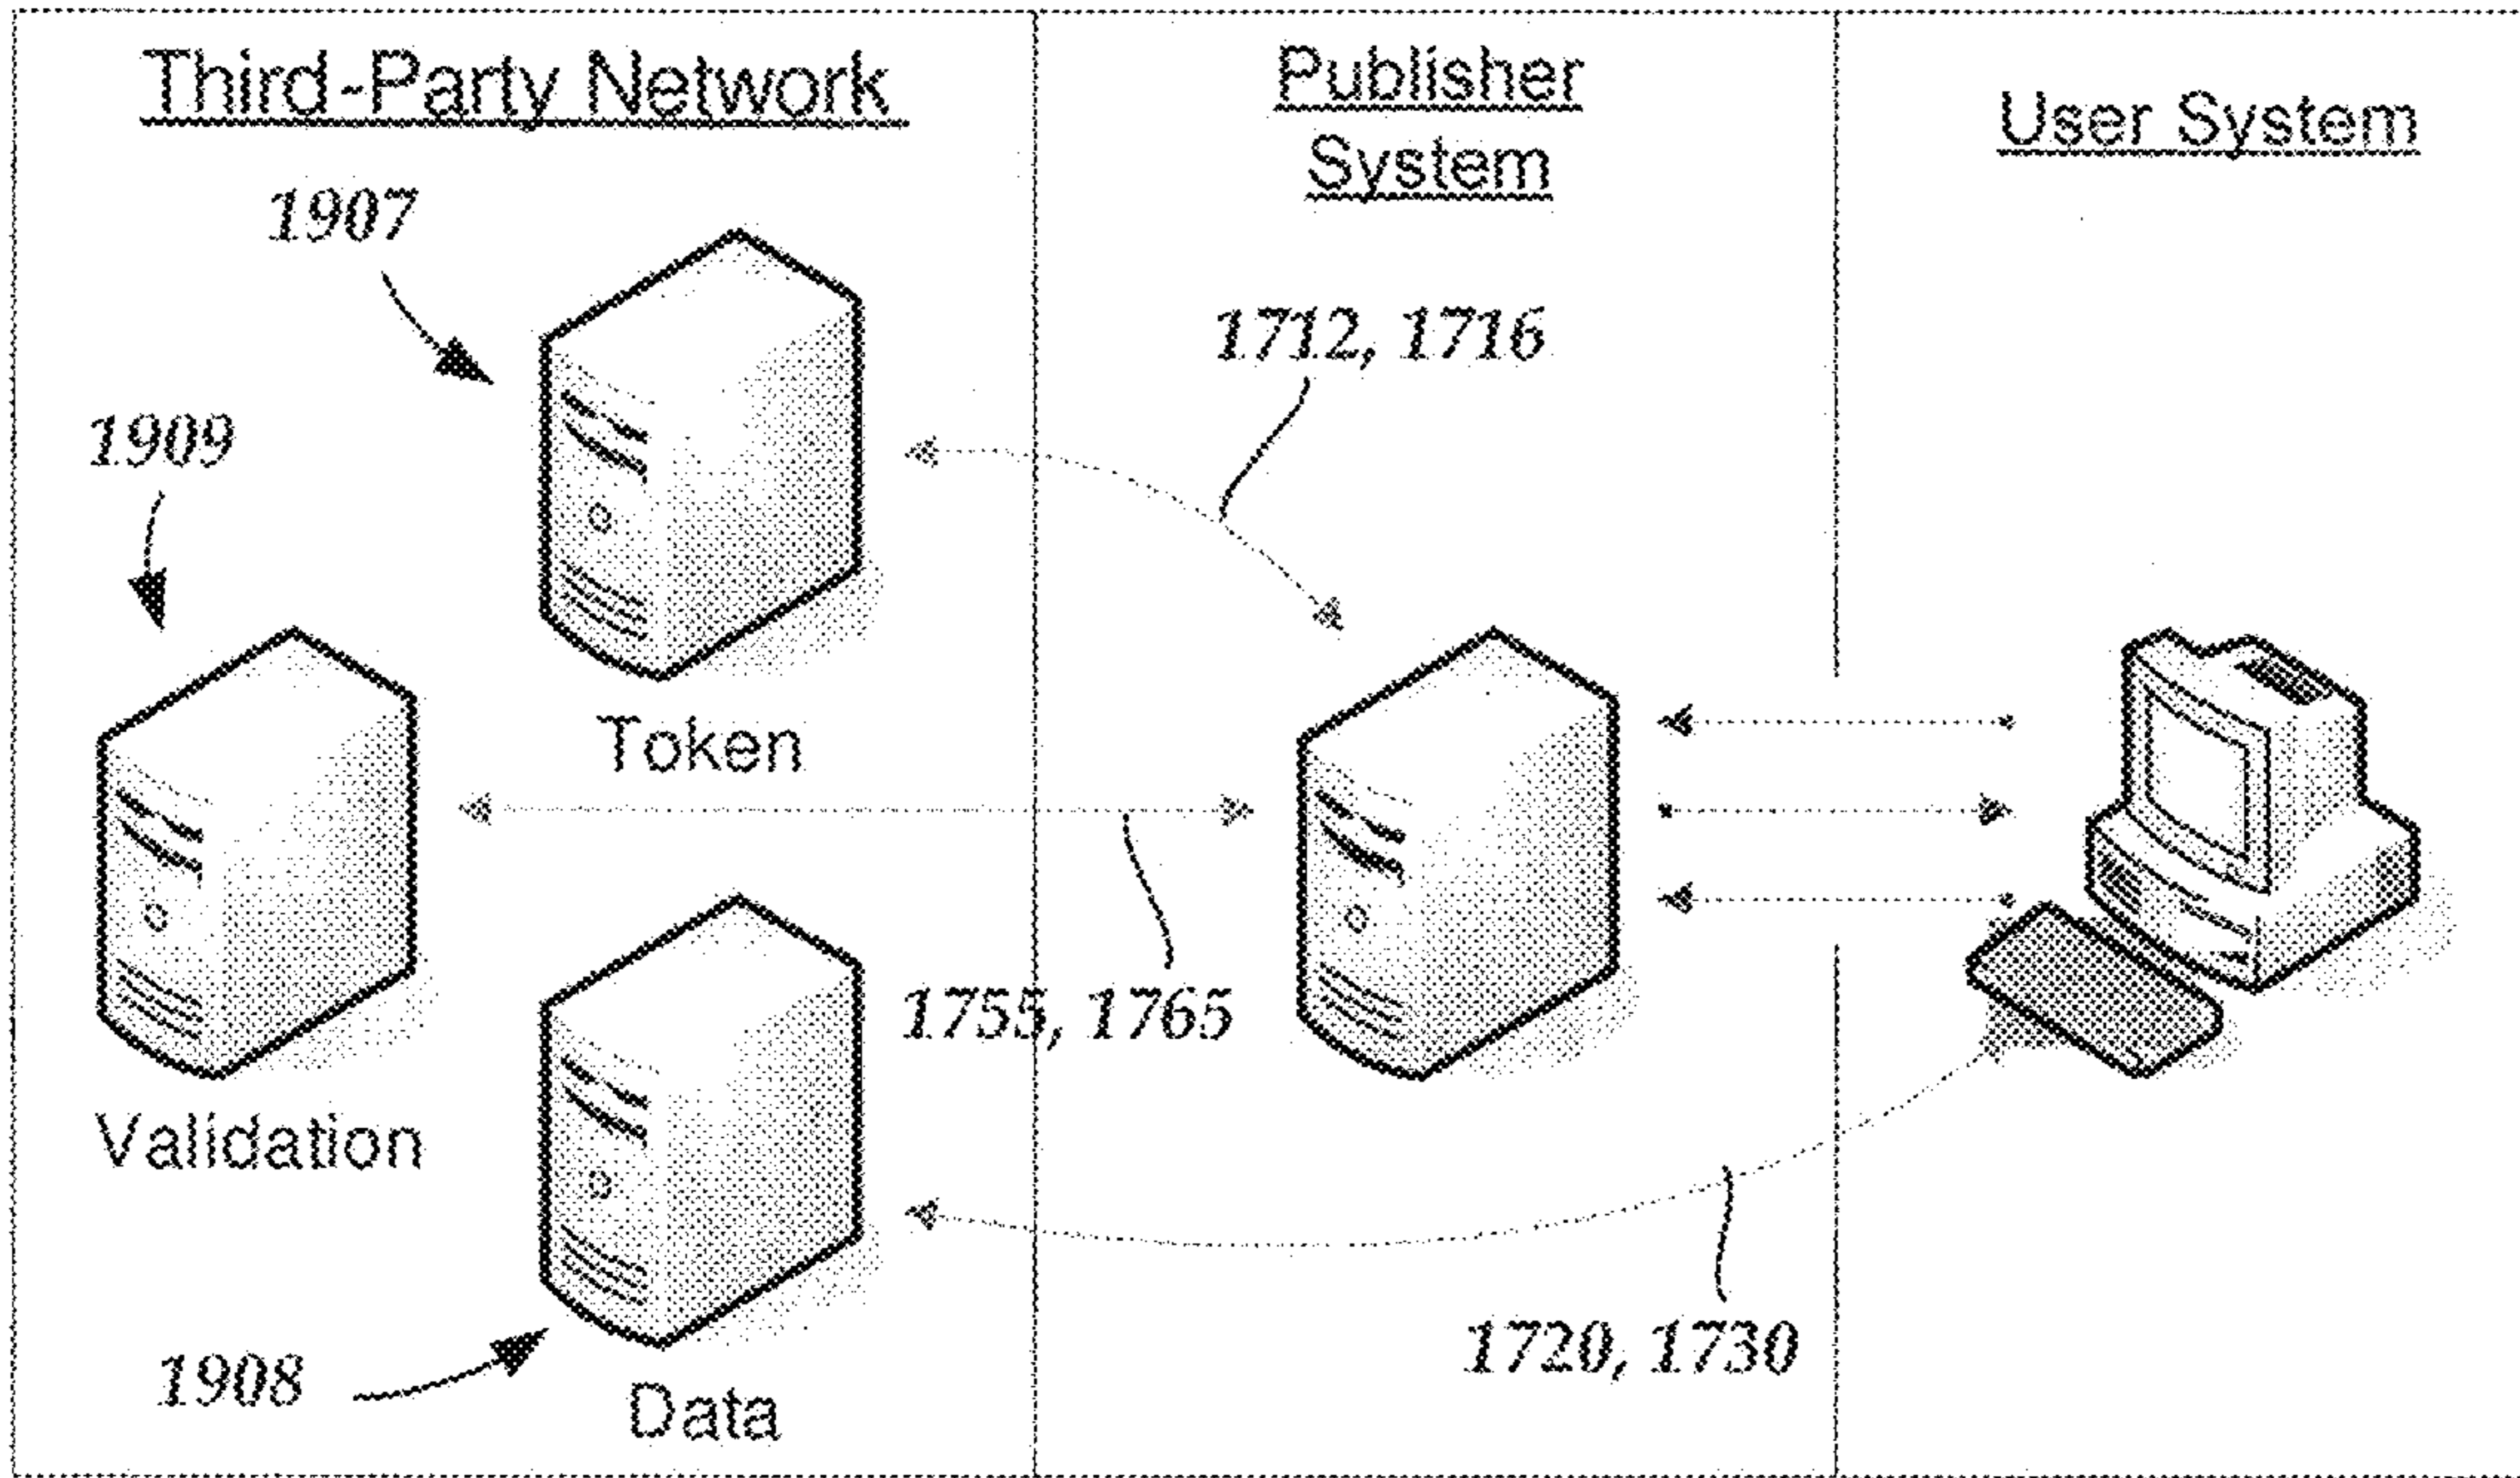 Third-Party Network
Publisher
System
User System
1907
1712, 1716
1909
Token
1755, 1765
Validation
1720, 1730
1908
Data